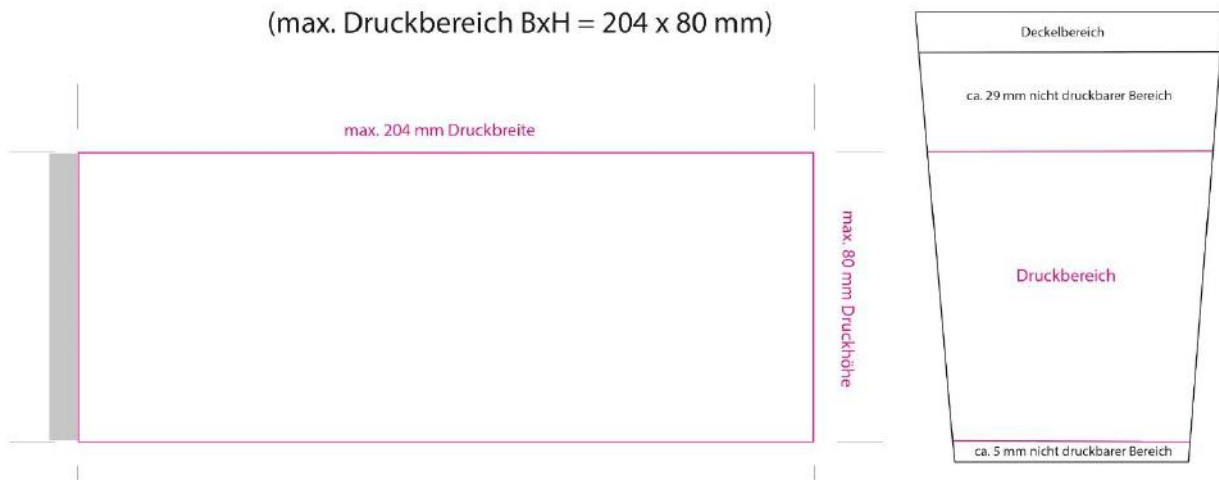 (max. Druckbereich BxH = 204 x 80 mm)
max. 204 mm Druckbreite
max. 80 mm Druckhöhe
Deckelbereich
ca. 29 mm nicht druckbarer Bereich
Druckbereich
ca. 5 mm nicht druckbarer Bereich